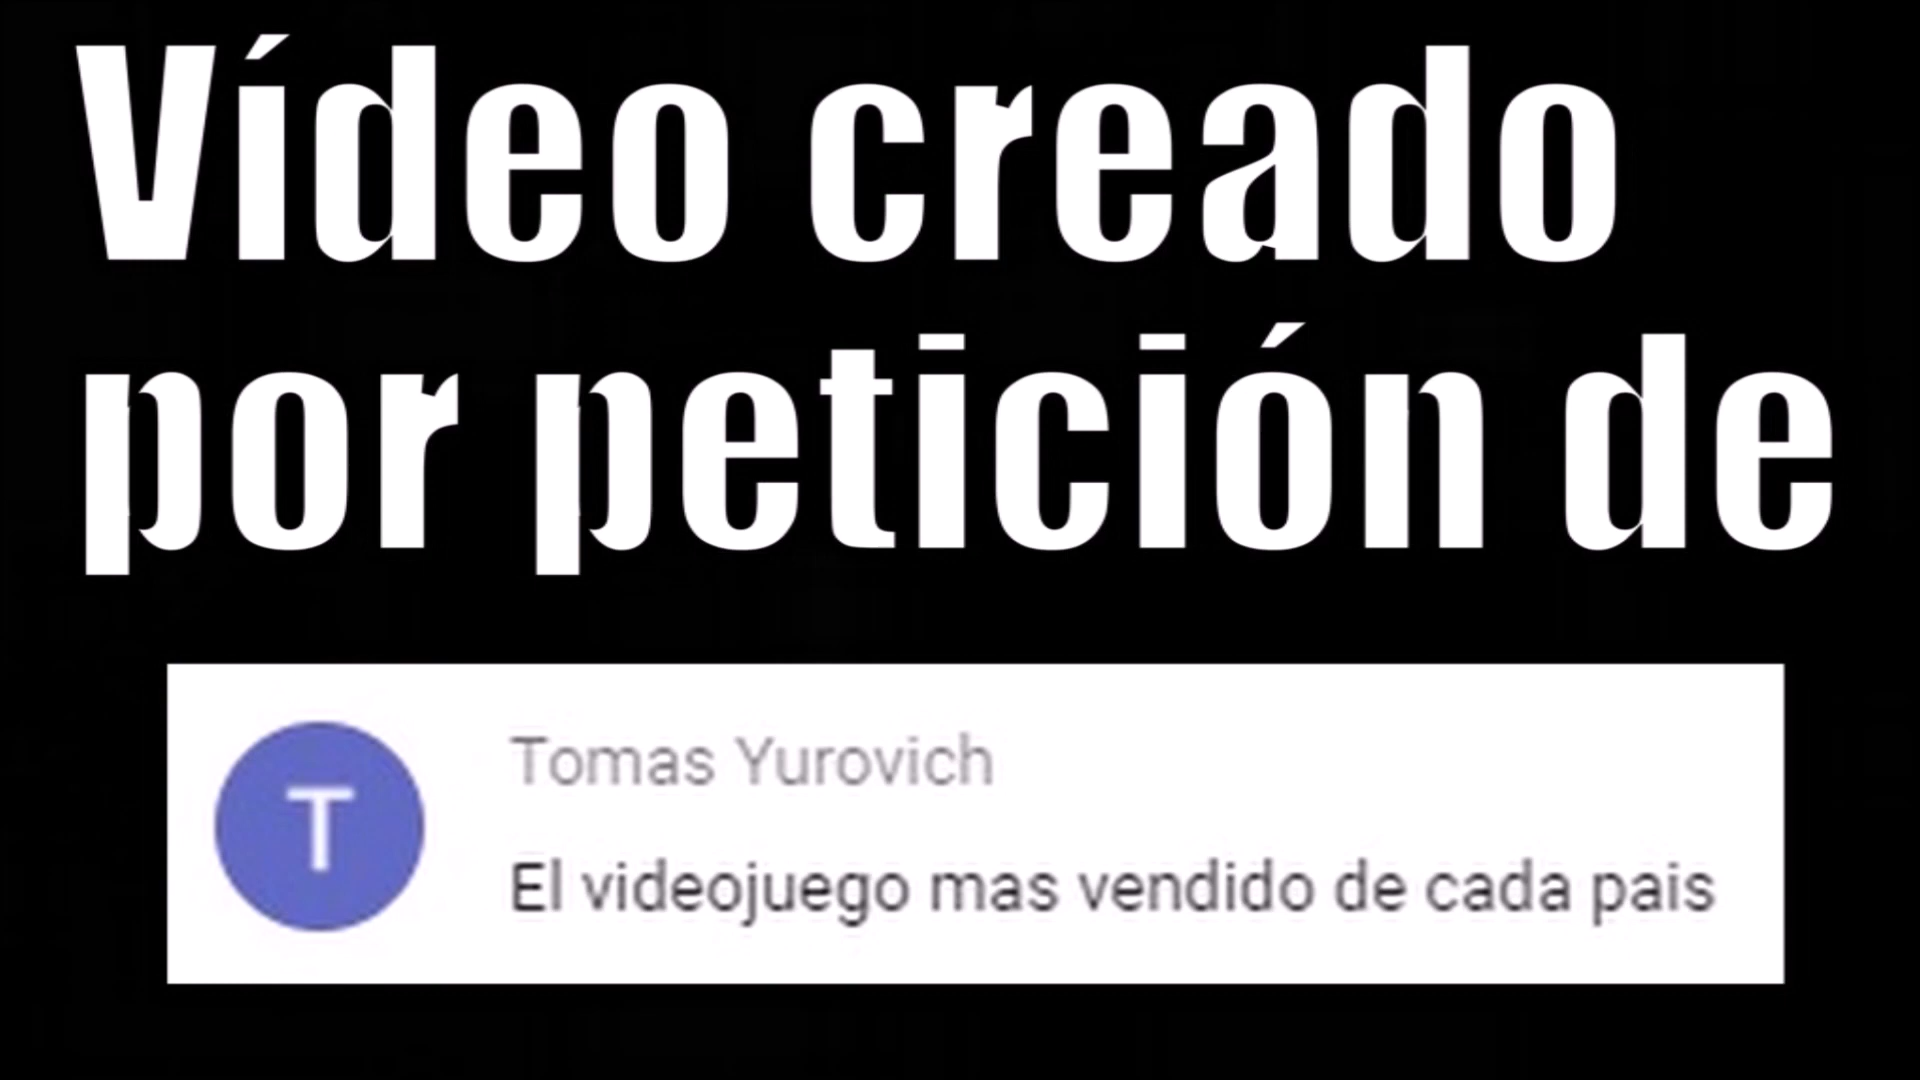 Vídeo creado
por petición de
T
Tomas Yurovich
El videojuego mas vendido de cada pais